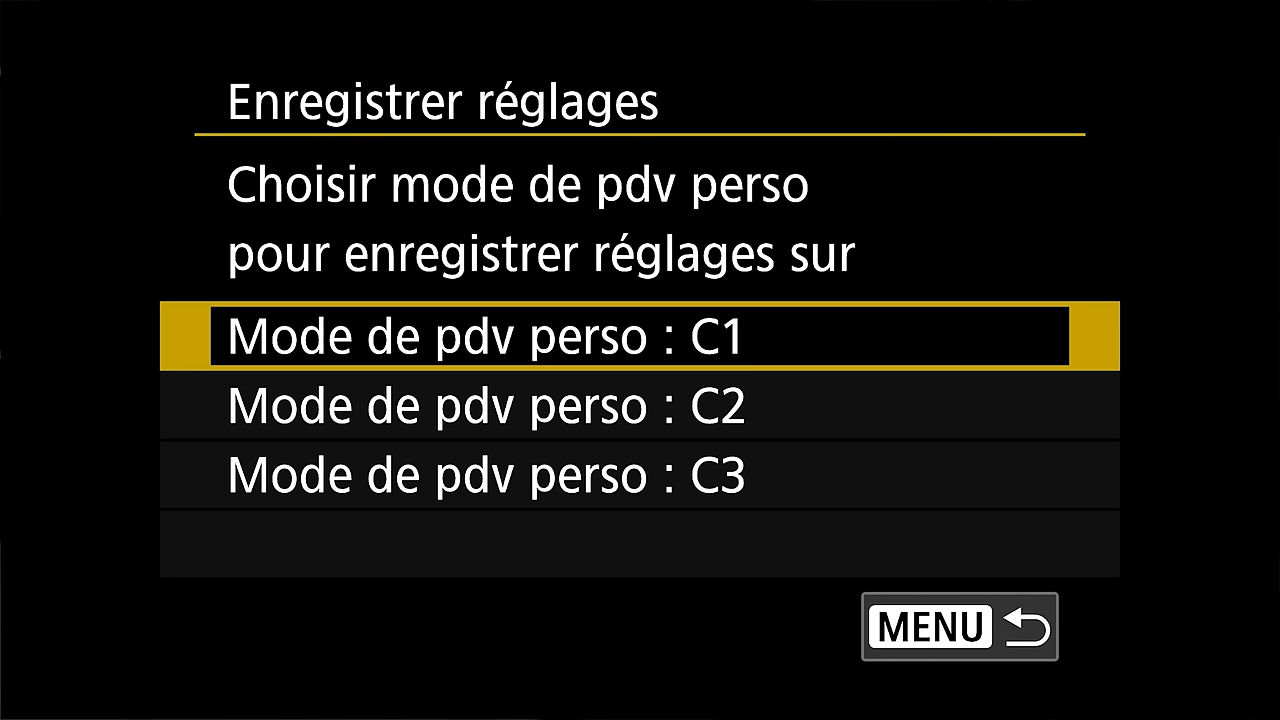 Enregistrer réglages
Choisir mode de pdv perso
pour enregistrer réglages sur
Mode de pdv perso : C1
Mode de pdv perso : C2
Mode de pdv perso : C3
MENU